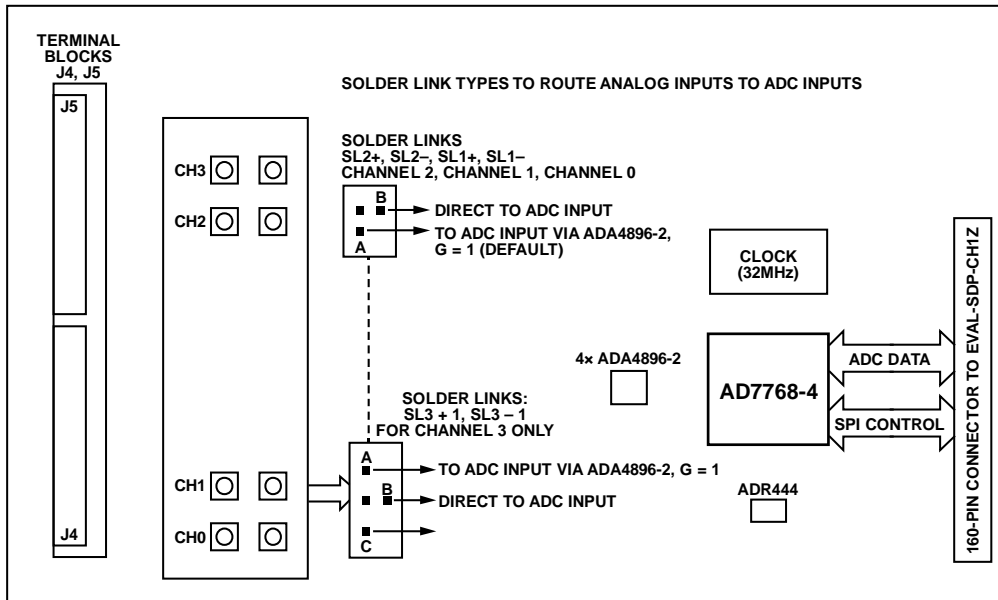 TERMINAL
BLOCKS
J4, J5
J5
J4
CH3
CH2
CH1
CH0
SOLDER LINK TYPES TO ROUTE ANALOG INPUTS TO ADC INPUTS
SOLDER LINKS
SL2+, SL2–, SL1+, SL1–
CHANNEL 2, CHANNEL 1, CHANNEL 0
B
DIRECT TO ADC INPUT
A
TO ADC INPUT VIA ADA4896-2,
G = 1 (DEFAULT)
SOLDER LINKS:
SL3 + 1, SL3 – 1
FOR CHANNEL 3 ONLY
A
TO ADC INPUT VIA ADA4896-2, G = 1
B
DIRECT TO ADC INPUT
C
4× ADA4896-2
CLOCK
(32MHz)
AD7768-4
ADR444
ADC DATA
SPI CONTROL
160-PIN CONNECTOR TO EVAL-SDP-CH1Z